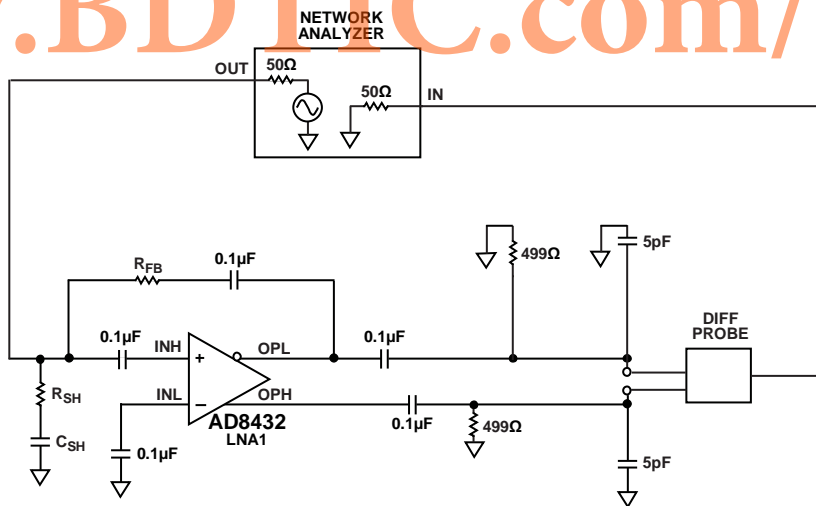 .BDTIC.com/
NETWORK
ANALYZER
OUT
50Ω
50Ω
IN
RFB
0.1µF
499Ω
5pF
0.1µF
INH
+
OPL
0.1µF
DIFF
PROBE
RSH
INL
–
OPH
AD8432
LNA1
0.1µF
499Ω
CSH
0.1µF
5pF